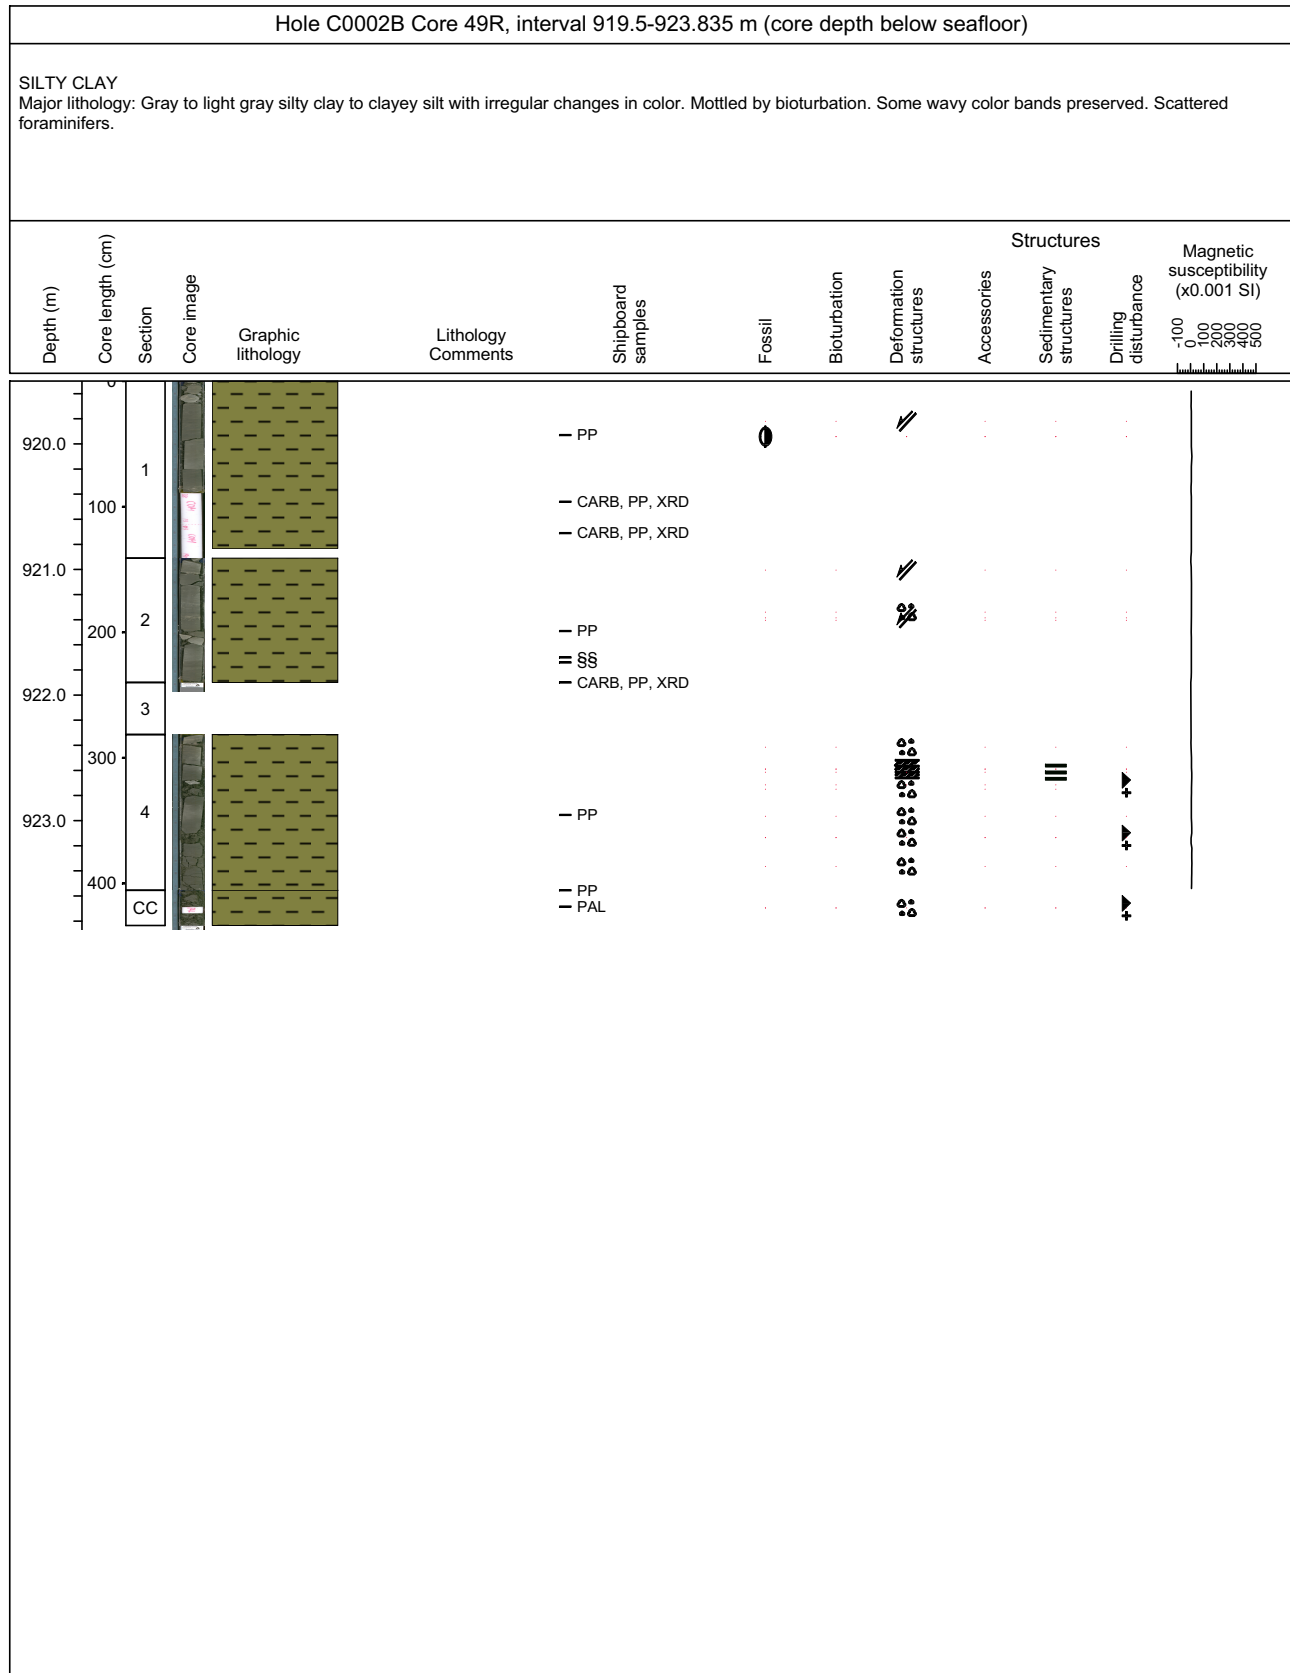 Hole C0002B Core 49R, interval 919.5-923.835 m (core depth below seafloor)
SILTY CLAY
Major lithology: Gray to light gray silty clay to clayey silt with irregular changes in color. Mottled by bioturbation. Some wavy color bands preserved. Scattered
foraminifers.
Depth (m)
Core length (cm)
Section
Core image
Graphic
lithology
Lithology
Comments
Shipboard
samples
Fossil
Bioturbation
Structures
Deformation
structures
Accessories
Sedimentary
structures
Drilling
disturbance
Magnetic
susceptibility
(x0.001 SI)
-100
0
100
200
300
400
500
0
920.0
PP
1
100
CARB, PP, XRD
CARB, PP, XRD
921.0
2
200
PP
§§
CARB, PP, XRD
922.0
3
300
4
PP
923.0
400
PP
CC
PAL